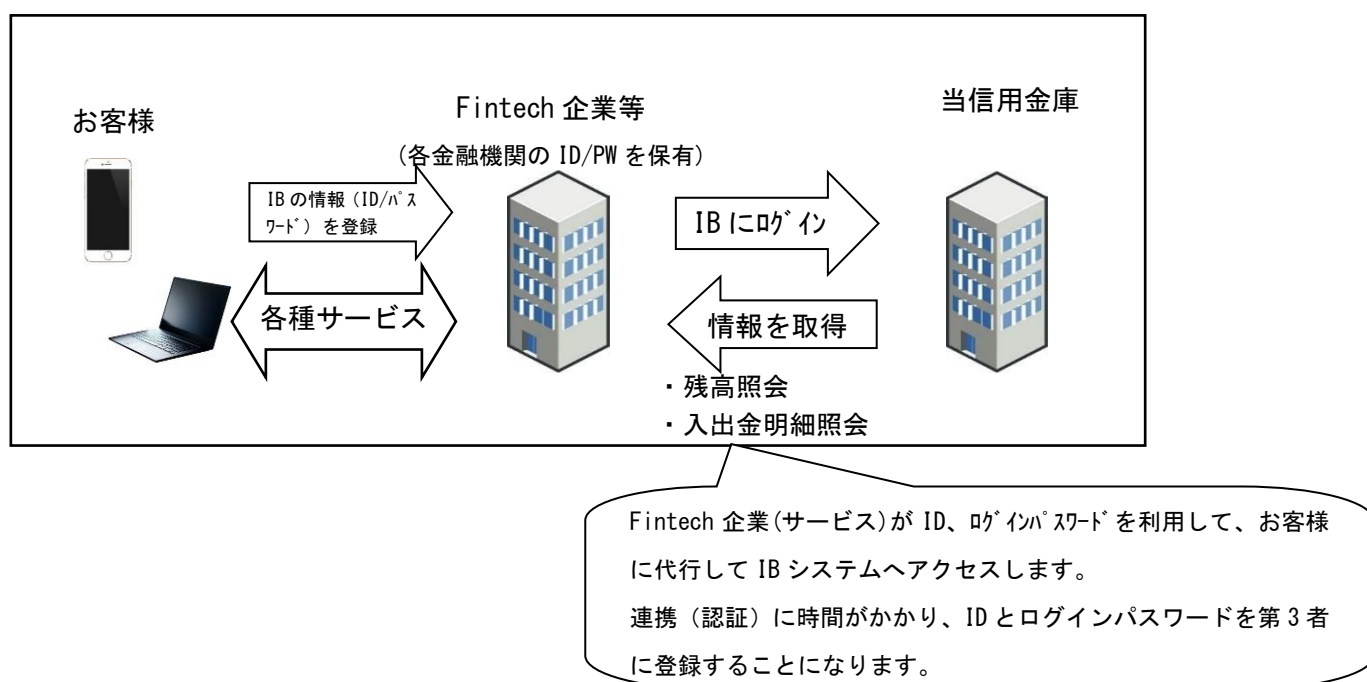 お客様
Fintech 企業等
(各金融機関の ID/PW を保有)
当信用金庫
IB の情報（ID/ﾊﾟｽ
ﾜｰﾄﾞ）を登録
IB にﾛｸﾞｲﾝ
各種サービス
情報を取得
・残高照会
・入出金明細照会
Fintech 企業(サービス)が ID、ﾛｸﾞｲﾝﾊﾟｽﾜｰﾄﾞを利用して、お客様
に代行して IB システムへアクセスします。
連携（認証）に時間がかかり、ID とログインパスワードを第 3 者
に登録することになります。